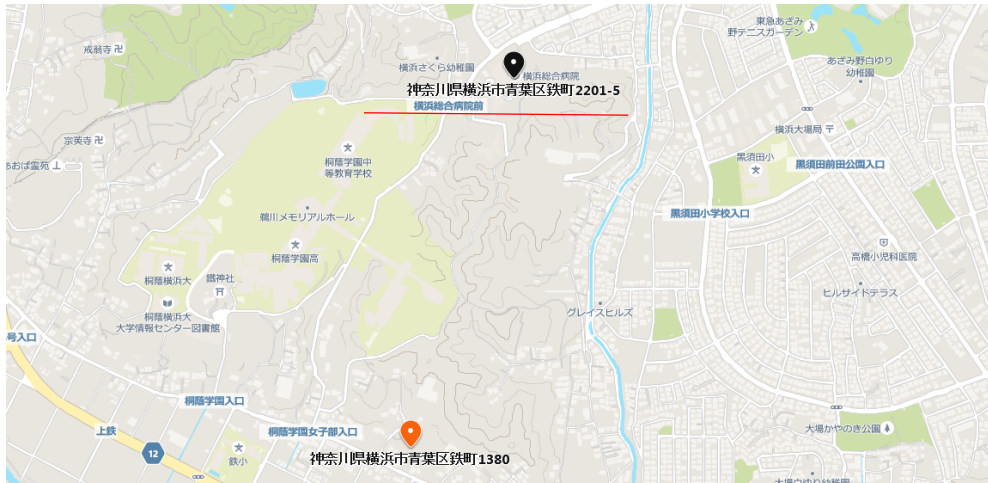 東急あざみ
野テニスガーデン
戒翁寺
横浜さくら幼稚園
横浜総合病院
あざみ野白ゆり
幼稚園
神奈川県横浜市青葉区鉄町2201-5
横浜総合病院前
横浜大場局
宗英寺
あおば霊苑
桐蔭学園中
等教育学校
黒須田小
黒須田前田公園入口
鵜川メモリアルホール
黒須田小学校入口
桐蔭学園高
高橋小児科医院
桐蔭横浜大
鐵神社
ヒルサイドテラス
桐蔭横浜大
大学情報センター図書館
グレイスヒルズ
号入口
桐蔭学園入口
上鉄
桐蔭学園女子部入口
大場かやのき公園
12
鉄小
神奈川県横浜市青葉区鉄町1380
大場白ゆり幼稚園